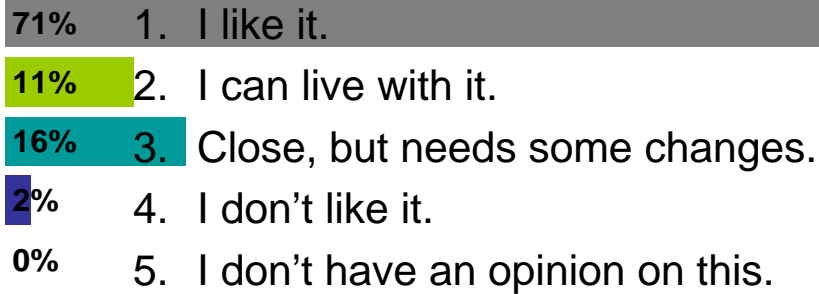 71% 1. I like it.
11% 2. I can live with it.
16% 3. Close, but needs some changes.
2% 4. I don’t like it.
0% 5. I don’t have an opinion on this.